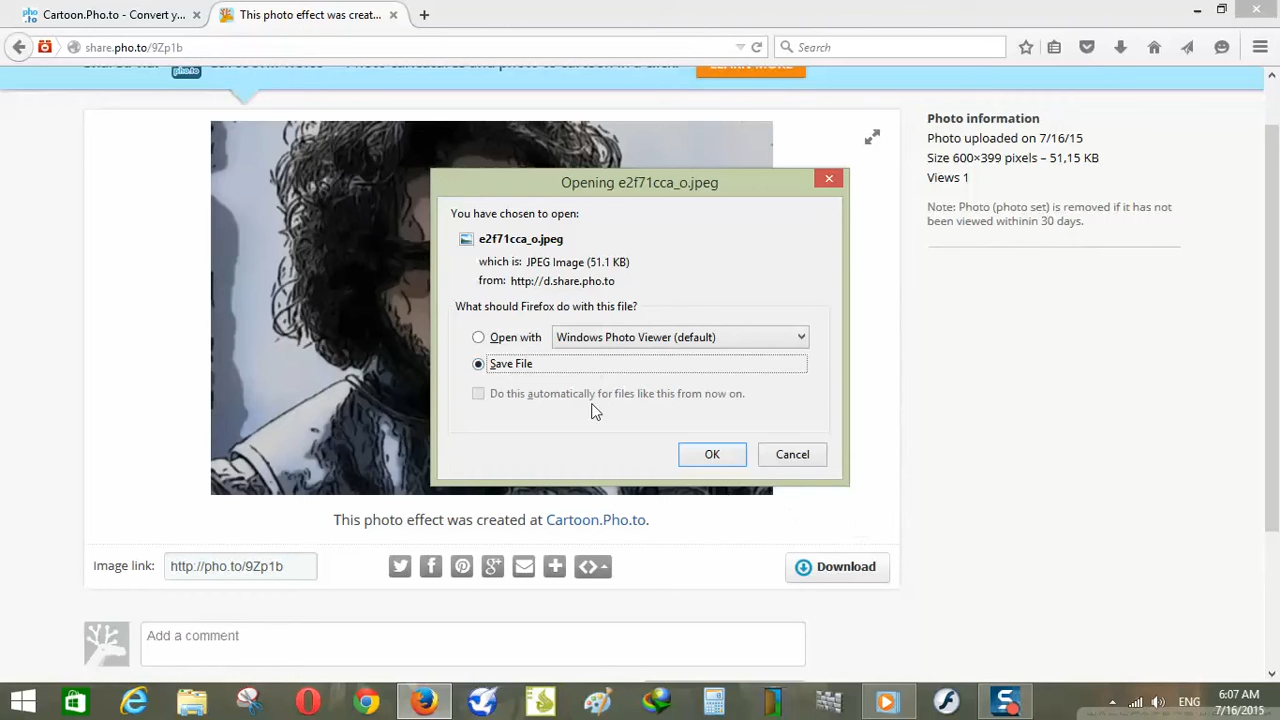 Cartoon.Pho.to - Convert y...
This photo effect was creat...
share.pho.to/9Zp1b
Search
pho.to
LEARN MORE
Photo information
Photo uploaded on 7/16/15
Size 600×399 pixels – 51,15 KB
Views 1
Note: Photo (photo set) is removed if it has not
been viewed withinin 30 days.
Opening e2f71cca_o.jpeg
You have chosen to open:
e2f71cca_o.jpeg
which is: JPEG Image (51.1 KB)
from: http://d.share.pho.to
What should Firefox do with this file?
Open with
Windows Photo Viewer (default)
Save File
Do this automatically for files like this from now on.
OK
Cancel
This photo effect was created at Cartoon.Pho.to.
Image link:
http://pho.to/9Zp1b
Download
Add a comment
ENG
6:07 AM
7/16/2015